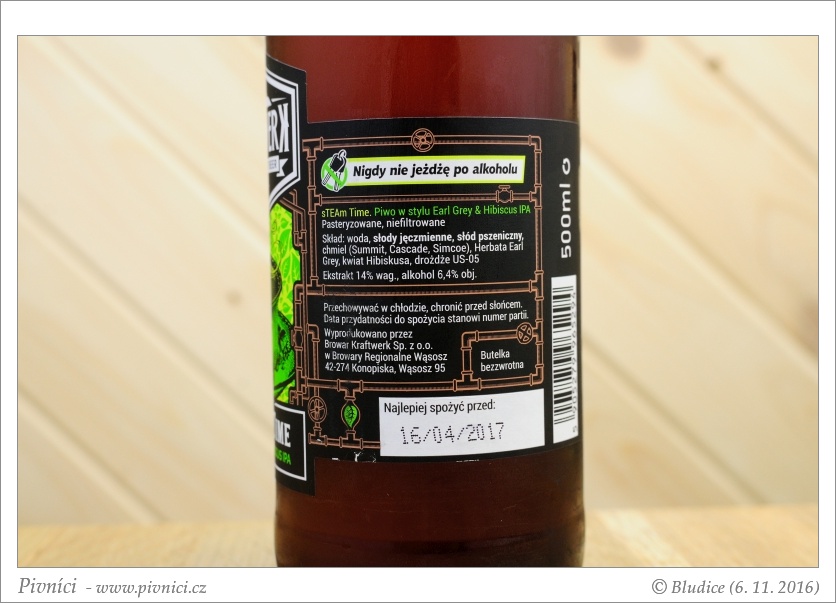 Nigdy nie jeżdżę po alkoholu
sTEAm Time. Piwo w stylu Earl Grey & Hibiscus IPA
Pasteryzowane, niefiltrowane
Skład: woda, słody jęczmienne, słód pszeniczny,
chmiel (Summit, Cascade, Simcoe), Herbata Earl
Grey, kwiat Hibiskusa, drożdże US-05
Ekstrakt 14% wag., alkohol 6,4% obj.
Przechowywać w chłodzie, chronić przed słońcem.
Data przydatności do spożycia stanowi numer partii.
Wyprodukowano przez
Browar Kraftwerk Sp. z o.o.
w Browary Regionalne Wąsosz
42-274 Konopiska, Wąsosz 95
Butelka
bezzwrotna
Najlepiej spożyć przed:
16/04/2017
500ml
IPA
Pivníci - www.pivnici.cz
© Bludice (6. 11. 2016)